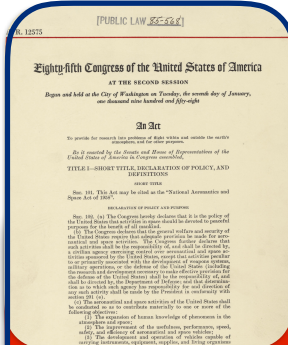 [PUBLIC LAW 85-568]
R. 12575
Eighty-fifth Congress of the United States of America
AT THE SECOND SESSION
Begun and held at the City of Washington on Tuesday, the seventh day of January,
one thousand nine hundred and fifty-eight
An Act
To provide for research into problems of flight within and outside the earth's
atmosphere, and for other purposes.
Be it enacted by the Senate and House of Representatives of the
United States of America in Congress assembled,
TITLE I—SHORT TITLE, DECLARATION OF POLICY, AND
DEFINITIONS
SHORT TITLE
Sec. 101. This Act may be cited as the "National Aeronautics and
Space Act of 1958".
DECLARATION OF POLICY AND PURPOSE
Sec. 102. (a) The Congress hereby declares that it is the policy of
the United States that activities in space should be devoted to peaceful
purposes for the benefit of all mankind.
(b) The Congress declares that the general welfare and security of
the United States require that adequate provision be made for aero-
nautical and space activities. The Congress further declares that
such activities shall be the responsibility of, and shall be directed by,
a civilian agency exercising control over aeronautical and space ac-
tivities sponsored by the United States, except that activities peculiar
to or primarily associated with the development of weapons systems,
military operations, or the defense of the United States (including
the research and development necessary to make effective provision for
the defense of the United States) shall be the responsibility of, and
shall be directed by, the Department of Defense; and that determina-
tion as to which such agency has responsibility for and direction of
any such activity shall be made by the President in conformity with
section 201 (e).
(c) The aeronautical and space activities of the United States shall
be conducted so as to contribute materially to one or more of the
following objectives:
(1) The expansion of human knowledge of phenomena in the
atmosphere and space;
(2) The improvement of the usefulness, performance, speed,
safety, and efficiency of aeronautical and space vehicles;
(3) The development and operation of vehicles capable of
carrying instruments, equipment, supplies, and living organisms